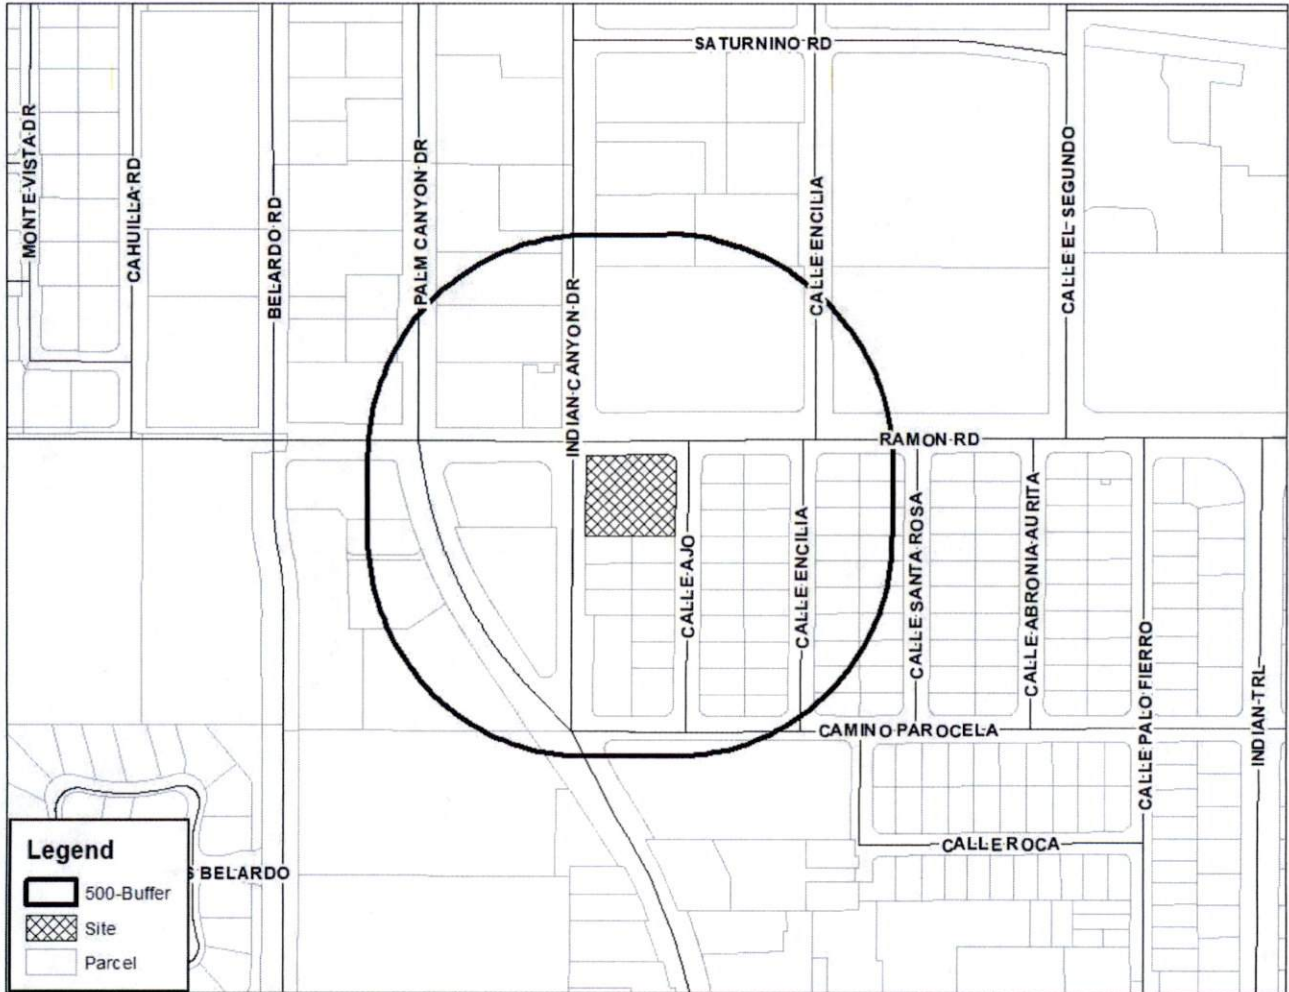 SATURNINO RD
MONTE VISTA DR
CAHUILLA RD
BELARDO RD
PALM CANYON DR
INDIAN CANYON DR
CALLE ENCILIA
CALLE EL SEGUNDO
RAMON RD
CALLE AJO
CALLE ENCILIA
CALLE SANTA ROSA
CALLE ABRONIA AURITA
CALLE PALO FIERRO
INDIAN TRL
CAMINO PAROCELA
CALLE ROCA
S BELARDO
Legend
500-Buffer
Site
Parcel